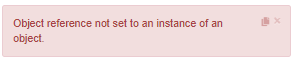 Object reference not set to an instance of an
object.